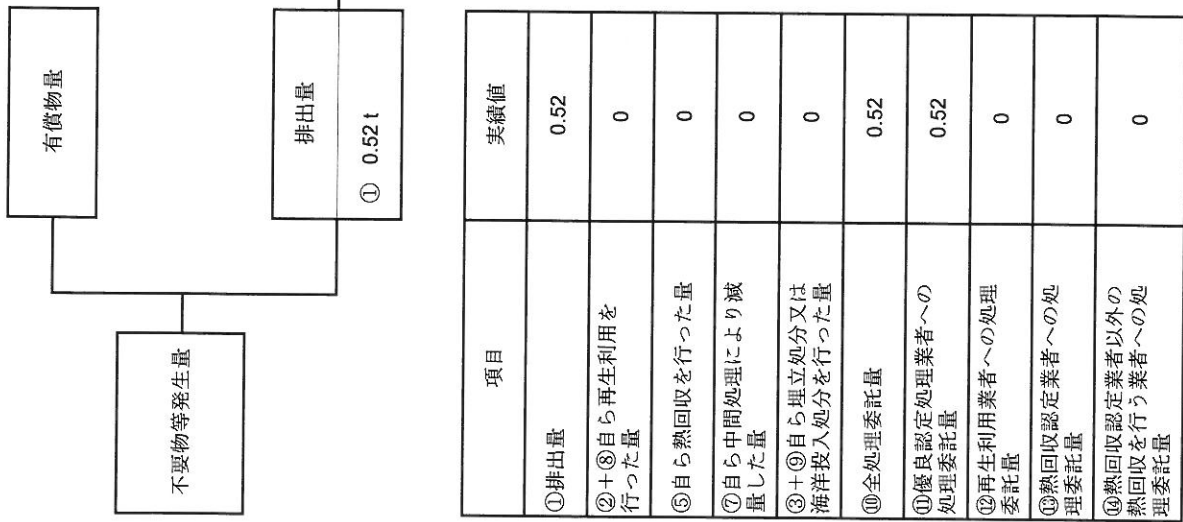 不要物等発生量
有償物量
排出量
① 0.52 t
項目 実績値
①排出量 0.52
②+⑧自ら再生利用を
行った量 0
⑤自ら熱回収を行った量 0
⑦自ら中間処理により減
量した量 0
③+⑨自ら埋立処分又は
海洋投入処分を行った量 0
⑩全処理委託量 0.52
⑪優良認定処理業者への
処理委託量 0.52
⑫再生利用業者への処理
委託量 0
⑬熱回収認定業者への処
理委託量 0
⑭熱回収認定業者以外の
熱回収を行う業者への処
理委託量 0